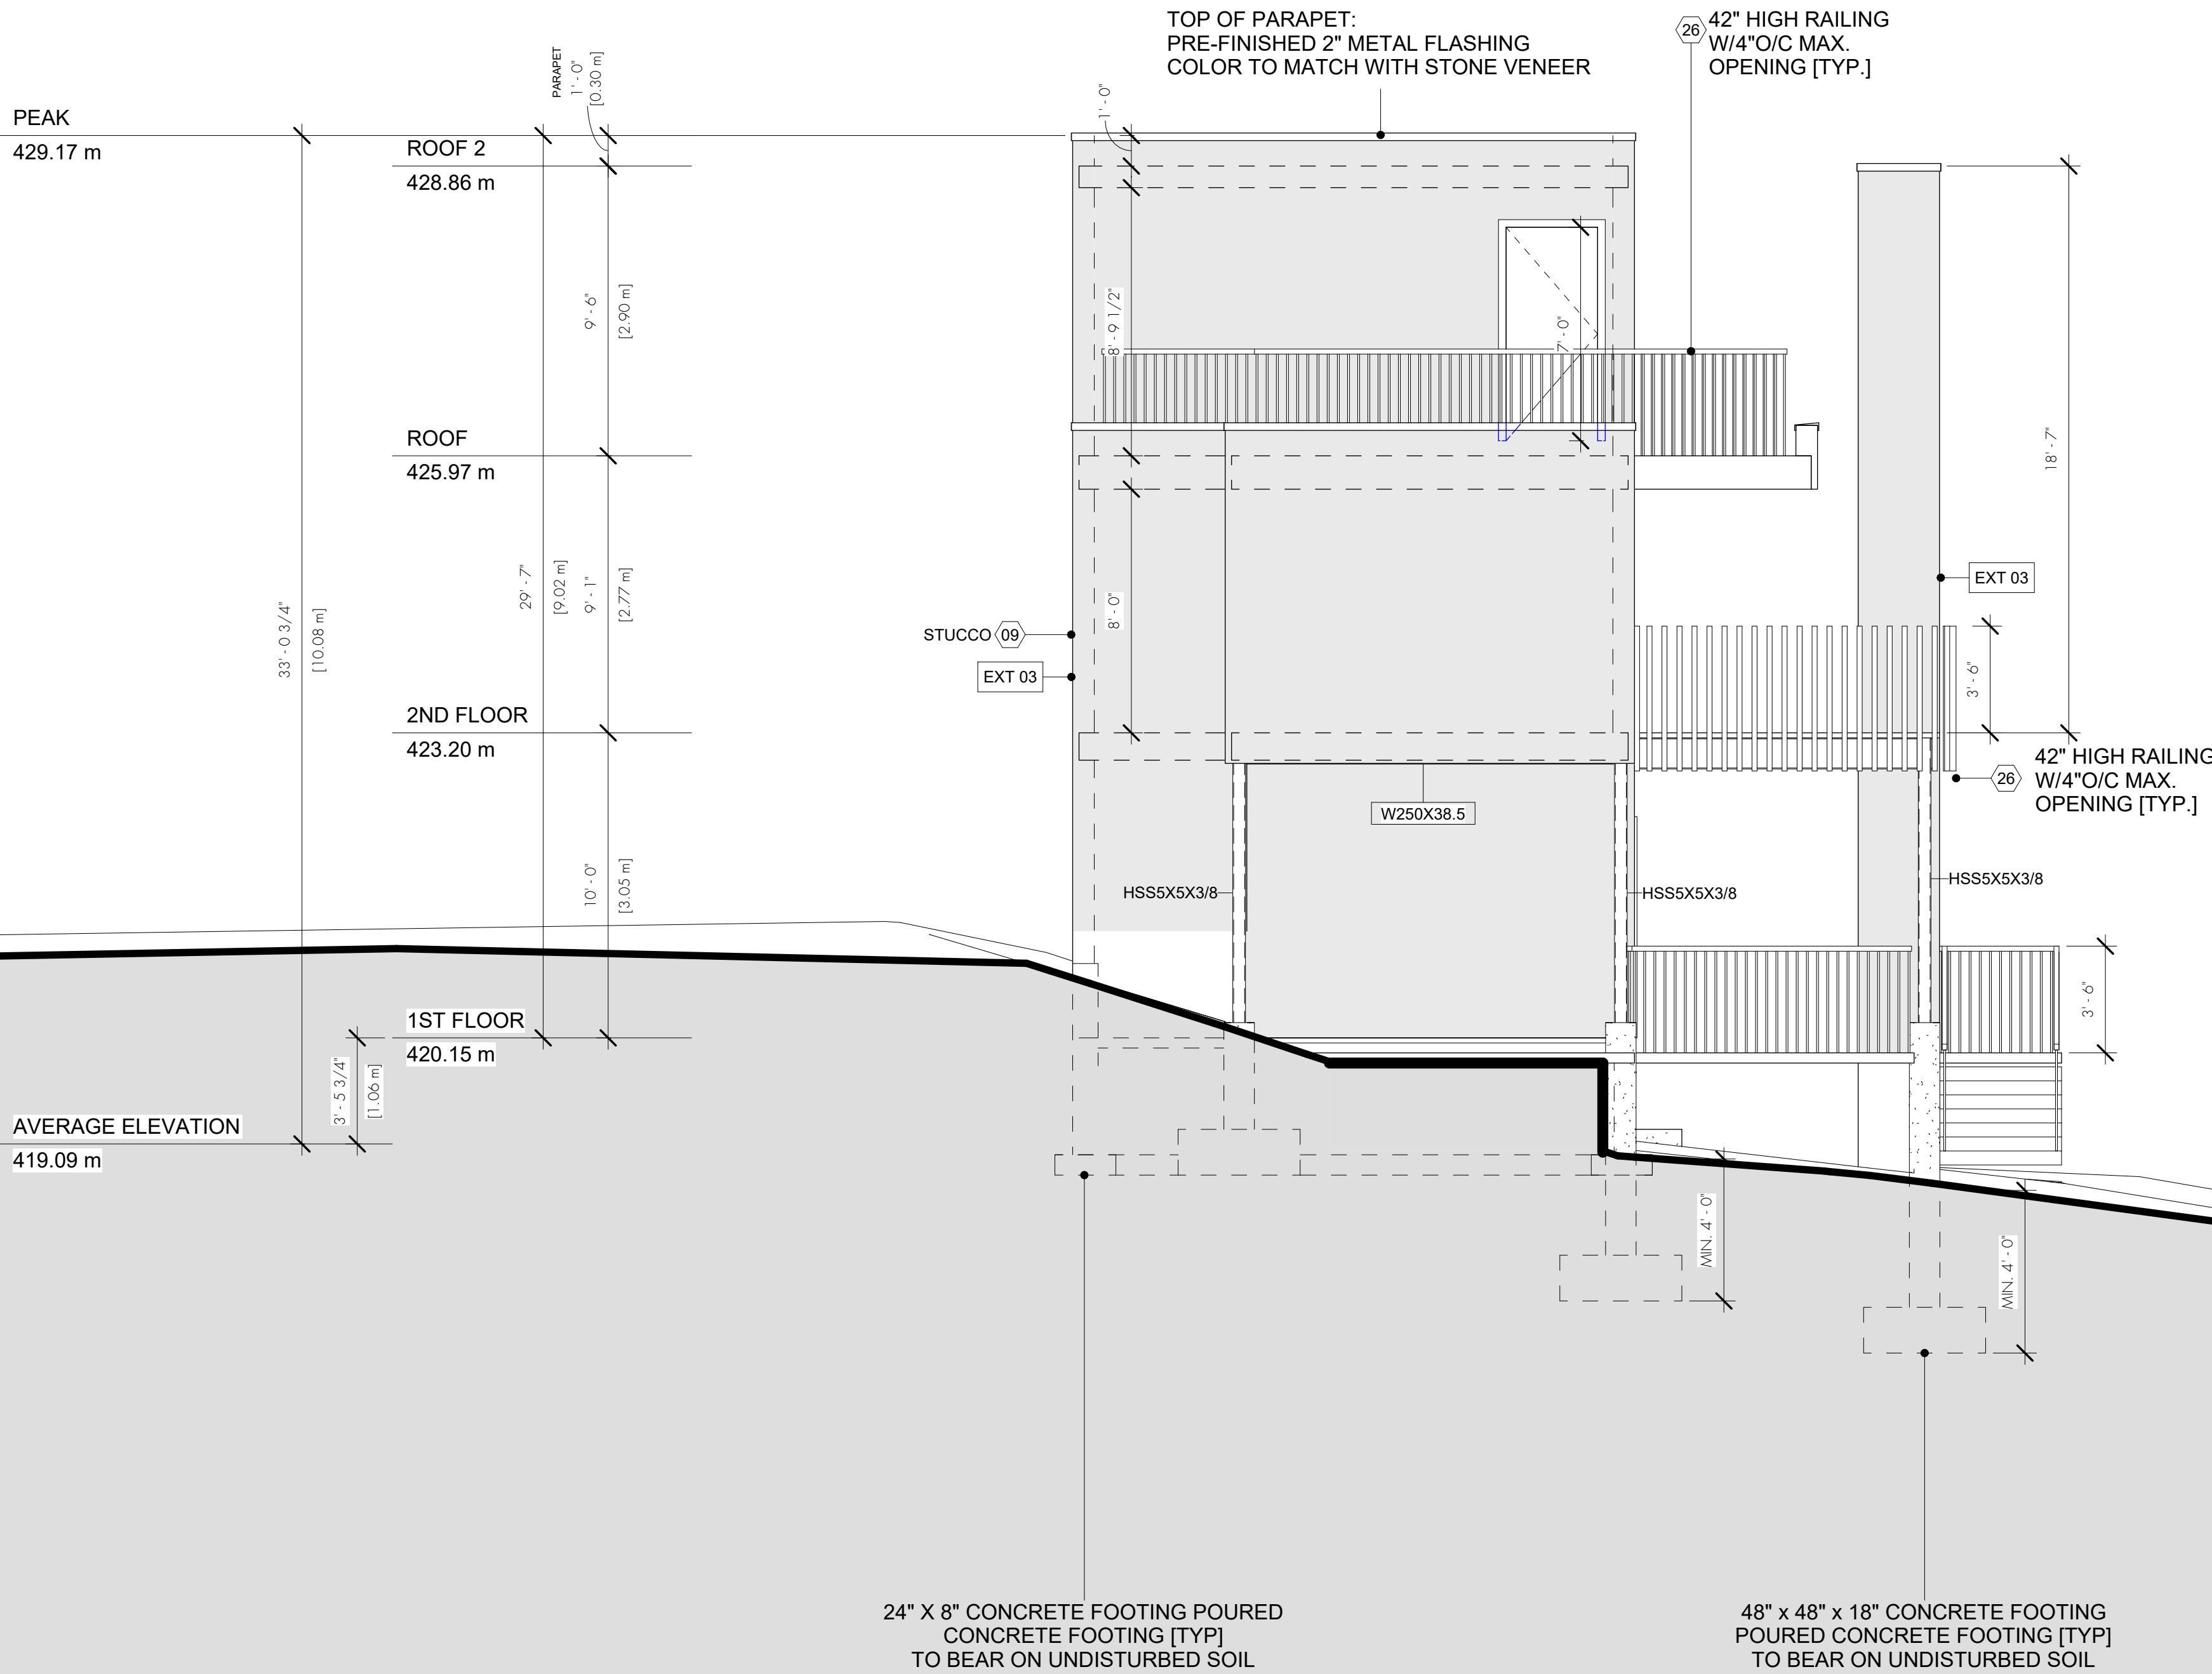 TOP OF PARAPET:
PRE-FINISHED 2" METAL FLASHING
COLOR TO MATCH WITH STONE VENEER
26
42" HIGH RAILING
W/4"O/C MAX.
OPENING [TYP.]
PARAPET
1' - 0"
[0.30 m]
1' - 0"
PEAK
429.17 m
ROOF 2
428.86 m
9' - 6"
[2.90 m]
8' - 9 1/2"
7' - 0"
18' - 7"
ROOF
425.97 m
33' - 0 3/4"
[10.08 m]
29' - 7"
[9.02 m]
9' - 1"
[2.77 m]
8' - 0"
STUCCO
09
EXT 03
EXT 03
3' - 6"
2ND FLOOR
423.20 m
26
42" HIGH RAILING
W/4"O/C MAX.
OPENING [TYP.]
W250X38.5
10' - 0"
[3.05 m]
HSS5X5X3/8
HSS5X5X3/8
HSS5X5X3/8
3' - 6"
1ST FLOOR
420.15 m
3' - 5 3/4"
[1.06 m]
AVERAGE ELEVATION
419.09 m
MIN. 4' - 0"
MIN. 4' - 0"
24" X 8" CONCRETE FOOTING POURED
CONCRETE FOOTING [TYP]
TO BEAR ON UNDISTURBED SOIL
48" x 48" x 18" CONCRETE FOOTING
POURED CONCRETE FOOTING [TYP]
TO BEAR ON UNDISTURBED SOIL